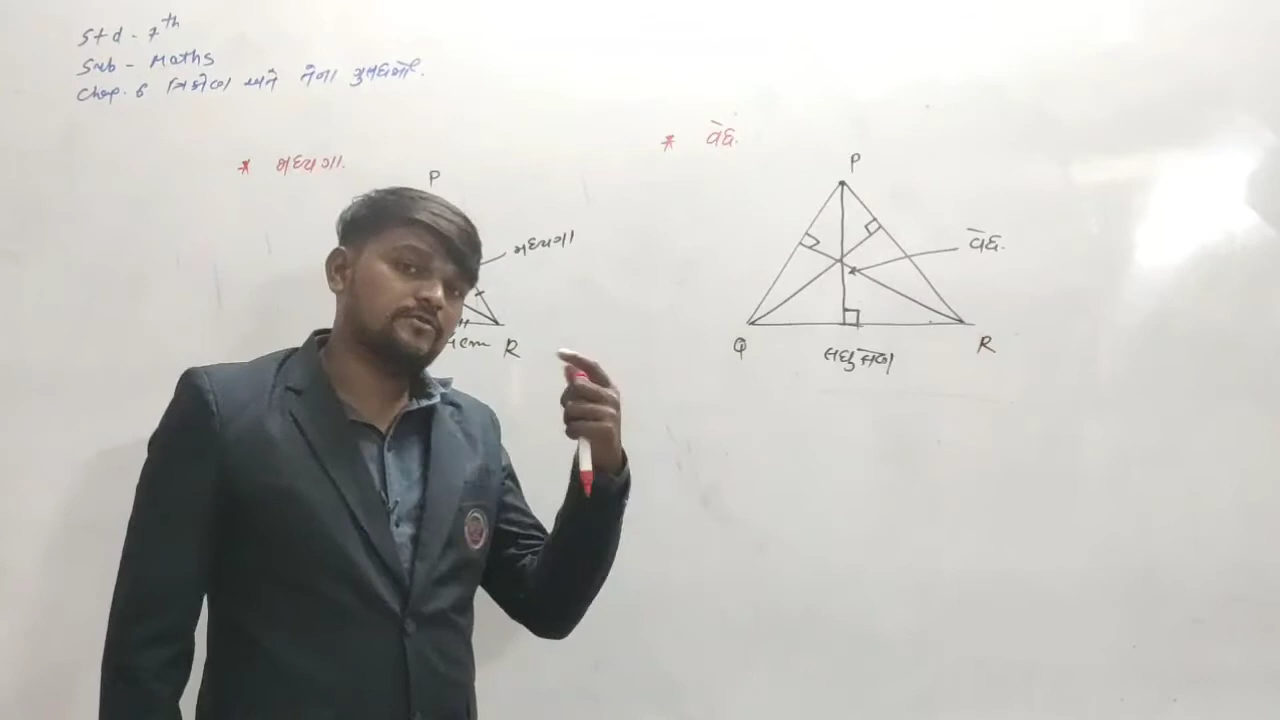 Std - 7th
Sub - Maths
Chap. 6 ત્રિકોણ અને તેના ગુણધર્મો.
* મધ્યગા.
* વેધ.
P
મધ્યગા
R
P
વેધ.
Q
R
લઘુકોણ